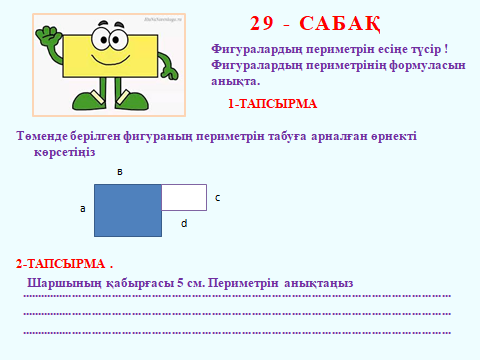 29 - САБАҚ
Фигуралардың периметрін есіңе түсір !
Фигуралардың периметрінің формуласын
анықта.
1-ТАПСЫРМА
Төменде берілген фигураның периметрін табуға арналған өрнекті
көрсетіңіз
в
а
с
d
2-ТАПСЫРМА .
Шаршының қабырғасы 5 см. Периметрін анықтаңыз